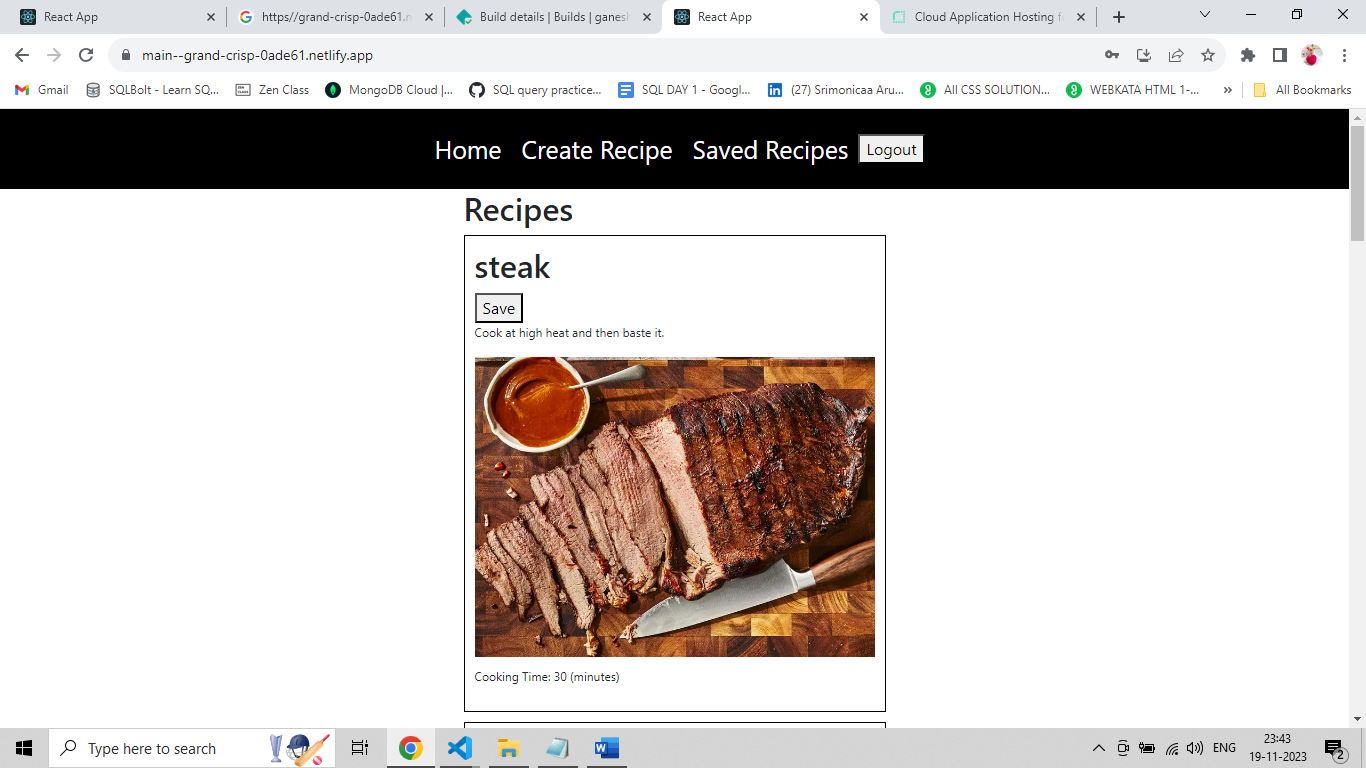 React App
https//grand-crisp-0ade61.n
Build details | Builds | ganesh
React App
Cloud Application Hosting f
main--grand-crisp-0ade61.netlify.app
Gmail
SQLBolt - Learn SQ...
Zen Class
MongoDB Cloud |...
SQL query practice...
SQL DAY 1 - Googl...
(27) Srimonicaa Aru...
All CSS SOLUTION...
WEBKATA HTML 1-...
»
All Bookmarks
Home Create Recipe Saved Recipes Logout
Recipes
steak
Save
Cook at high heat and then baste it.
Cooking Time: 30 (minutes)
Type here to search
ENG
23:43
19-11-2023
2